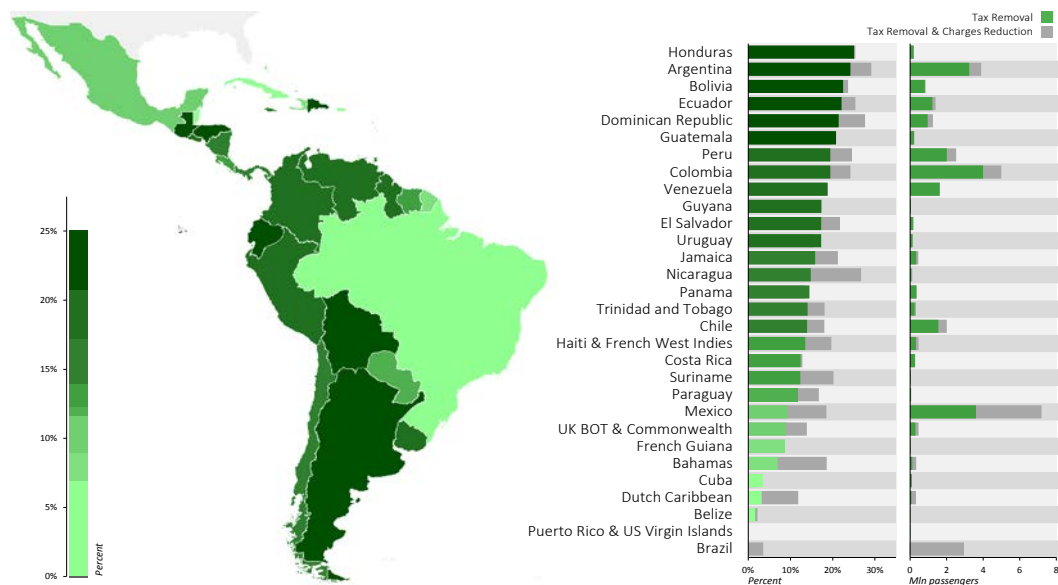 Tax Removal
Tax Removal & Charges Reduction
Honduras
Argentina
Bolivia
Ecuador
Dominican Republic
Guatemala
Peru
Colombia
Venezuela
Guyana
El Salvador
Uruguay
Jamaica
Nicaragua
Panama
Trinidad and Tobago
Chile
Haiti & French West Indies
Costa Rica
Suriname
Paraguay
Mexico
UK BOT & Commonwealth
French Guiana
Bahamas
Cuba
Dutch Caribbean
Belize
Puerto Rico & US Virgin Islands
Brazil
0% 10% 20% 30%
Percent
0 2 4 6 8
Mln passengers
25%
20%
15%
10%
5%
0%
Percent